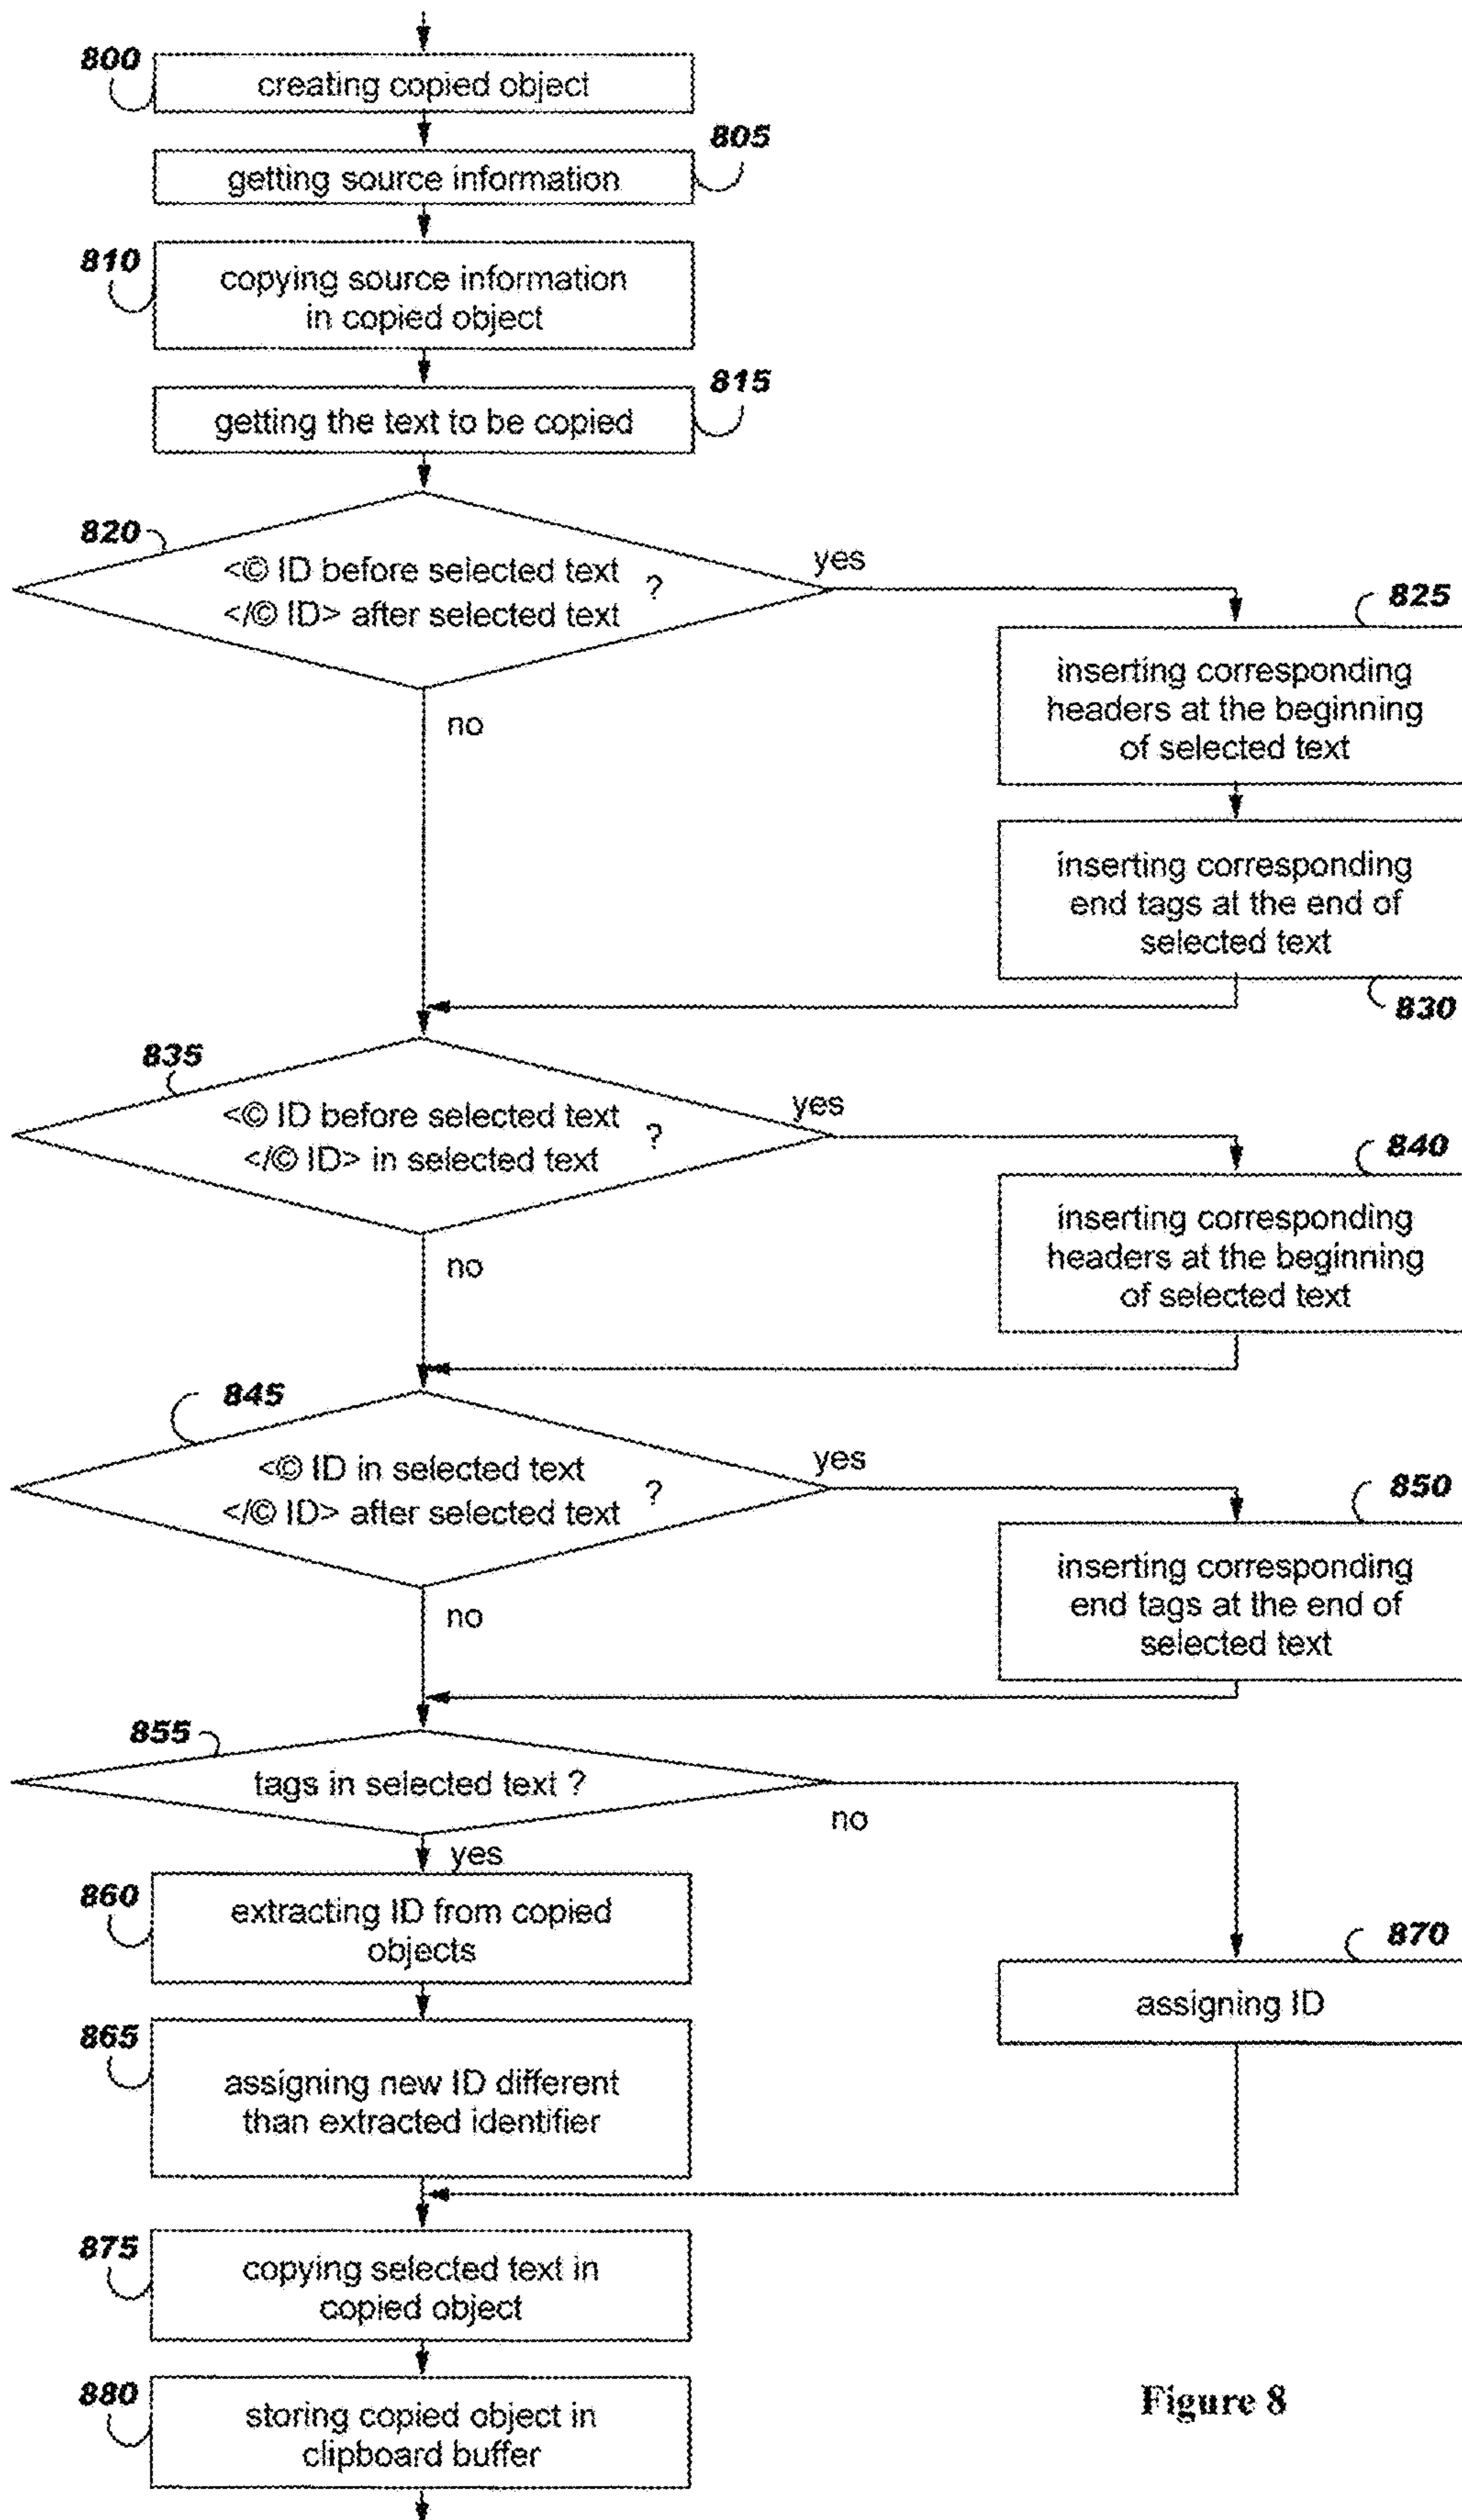 800
creating copied object
805
getting source information
810
copying source information
in copied object
815
getting the text to be copied
820
<© ID before selected text
</© ID> after selected text
?
yes
no
825
inserting corresponding
headers at the beginning
of selected text
inserting corresponding
end tags at the end of
selected text
830
835
<© ID before selected text
</© ID> in selected text
?
yes
no
840
inserting corresponding
headers at the beginning
of selected text
845
<© ID in selected text
</© ID> after selected text
?
yes
no
850
inserting corresponding
end tags at the end of
selected text
855
tags in selected text ?
no
yes
860
extracting ID from copied
objects
865
assigning new ID different
than extracted identifier
870
assigning ID
875
copying selected text in
copied object
880
storing copied object in
clipboard buffer
Figure 8